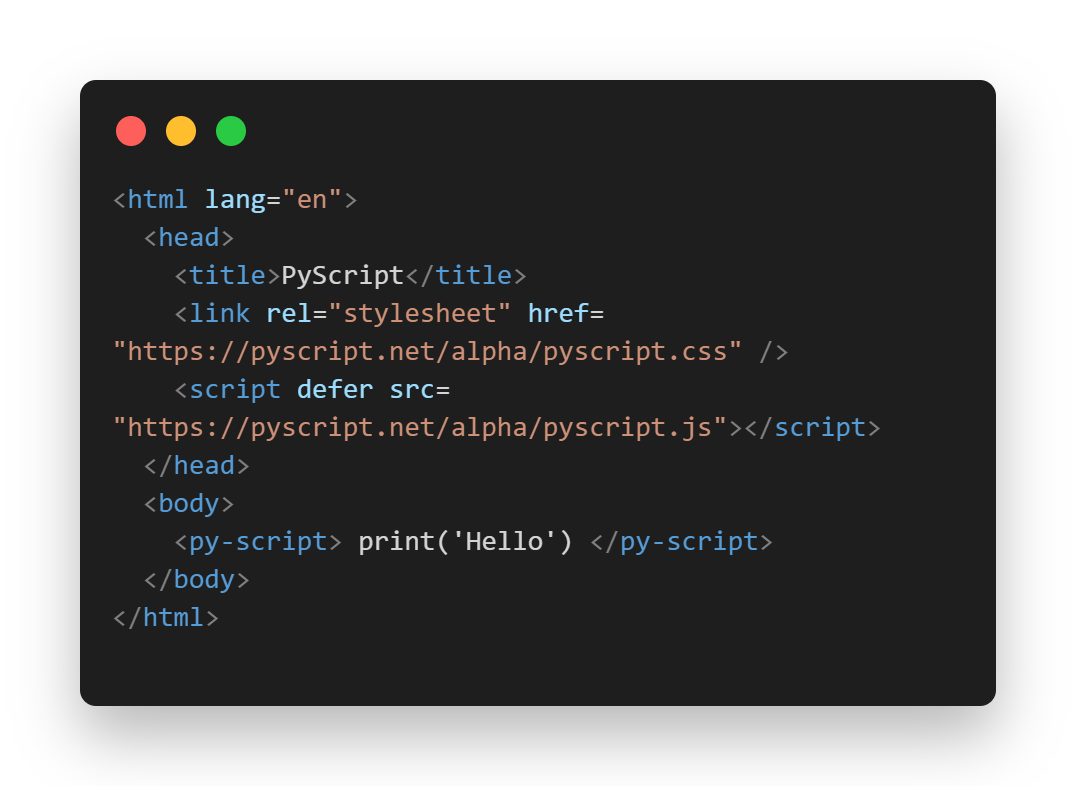 <html lang="en">
  <head>
    <title>PyScript</title>
    <link rel="stylesheet" href=
"https://pyscript.net/alpha/pyscript.css" />
    <script defer src=
"https://pyscript.net/alpha/pyscript.js"></script>
  </head>
  <body>
    <py-script> print('Hello') </py-script>
  </body>
</html>